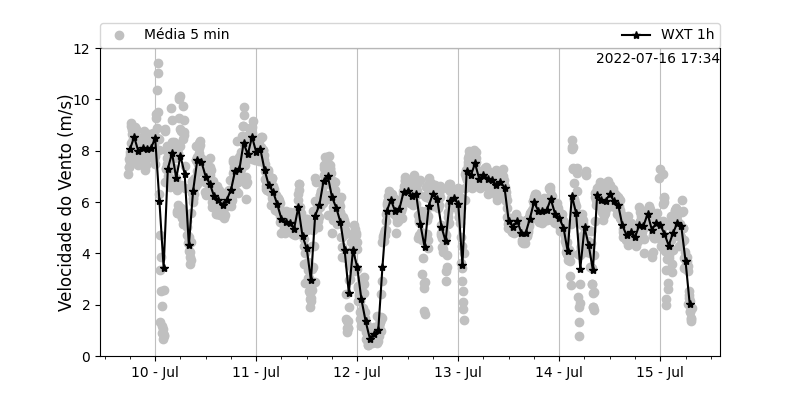 Média 5 min
WXT 1h
2022-07-16 17:34
Velocidade do Vento (m/s)
12
10
8
6
4
2
0
10 - Jul
11 - Jul
12 - Jul
13 - Jul
14 - Jul
15 - Jul